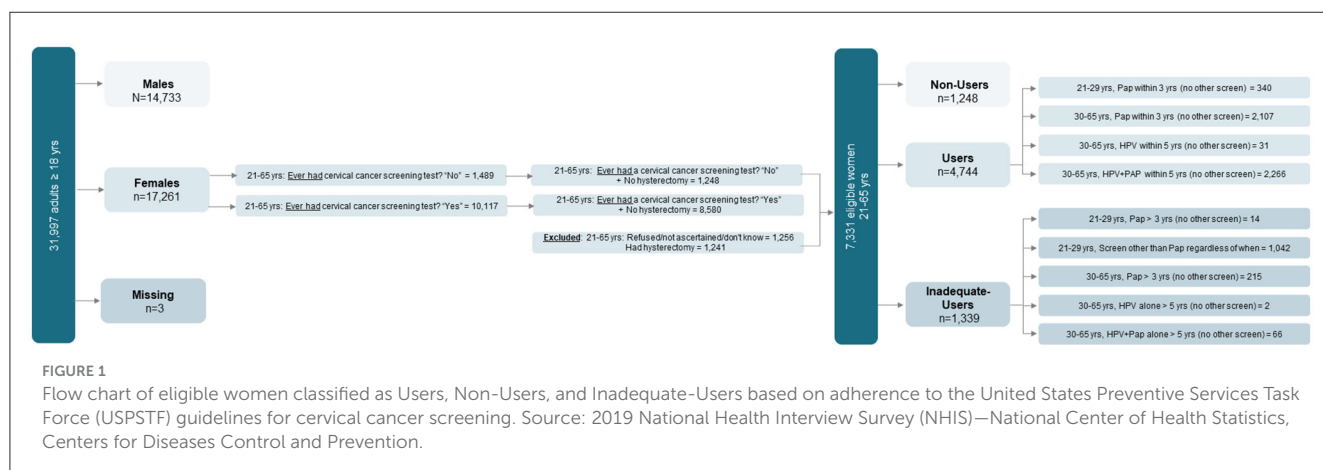 31,997 adults ≥ 18 yrs
Males
N=14,733
Females
n=17,261
Missing
n=3
21-65 yrs: Ever had cervical cancer screening test? "No" = 1,489
21-65 yrs: Ever had cervical cancer screening test? "Yes" = 10,117
21-65 yrs: Ever had a cervical cancer screening test? "No"
+ No hysterectomy = 1,248
21-65 yrs: Ever had a cervical cancer screening test? "Yes"
+ No hysterectomy = 8,580
Excluded: 21-65 yrs: Refused/not ascertained/don't know = 1,256
Had hysterectomy = 1,241
7,331 eligible women
21-65 yrs
Non-Users
n=1,248
Users
n=4,744
Inadequate-
Users
n=1,339
21-29 yrs, Pap within 3 yrs (no other screen) = 340
30-65 yrs, Pap within 3 yrs (no other screen) = 2,107
30-65 yrs, HPV within 5 yrs (no other screen) = 31
30-65 yrs, HPV+PAP within 5 yrs (no other screen) = 2,266
21-29 yrs, Pap > 3 yrs (no other screen) = 14
21-29 yrs, Screen other than Pap regardless of when = 1,042
30-65 yrs, Pap > 3 yrs (no other screen) = 215
30-65 yrs, HPV alone > 5 yrs (no other screen) = 2
30-65 yrs, HPV+Pap alone > 5 yrs (no other screen) = 66
FIGURE 1
Flow chart of eligible women classified as Users, Non-Users, and Inadequate-Users based on adherence to the United States Preventive Services Task
Force (USPSTF) guidelines for cervical cancer screening. Source: 2019 National Health Interview Survey (NHIS)—National Center of Health Statistics,
Centers for Diseases Control and Prevention.